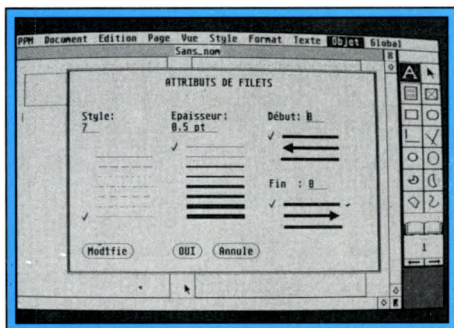 PPM Document Edition Page Vue Style Format Texte Objet Global
Sans_nom
ATTRIBUTS DE FILETS
Style:
7
Epaisseur:
0.5 pt
Début: 0
Fin : 0
Modifie
OUI
Annule
A
1